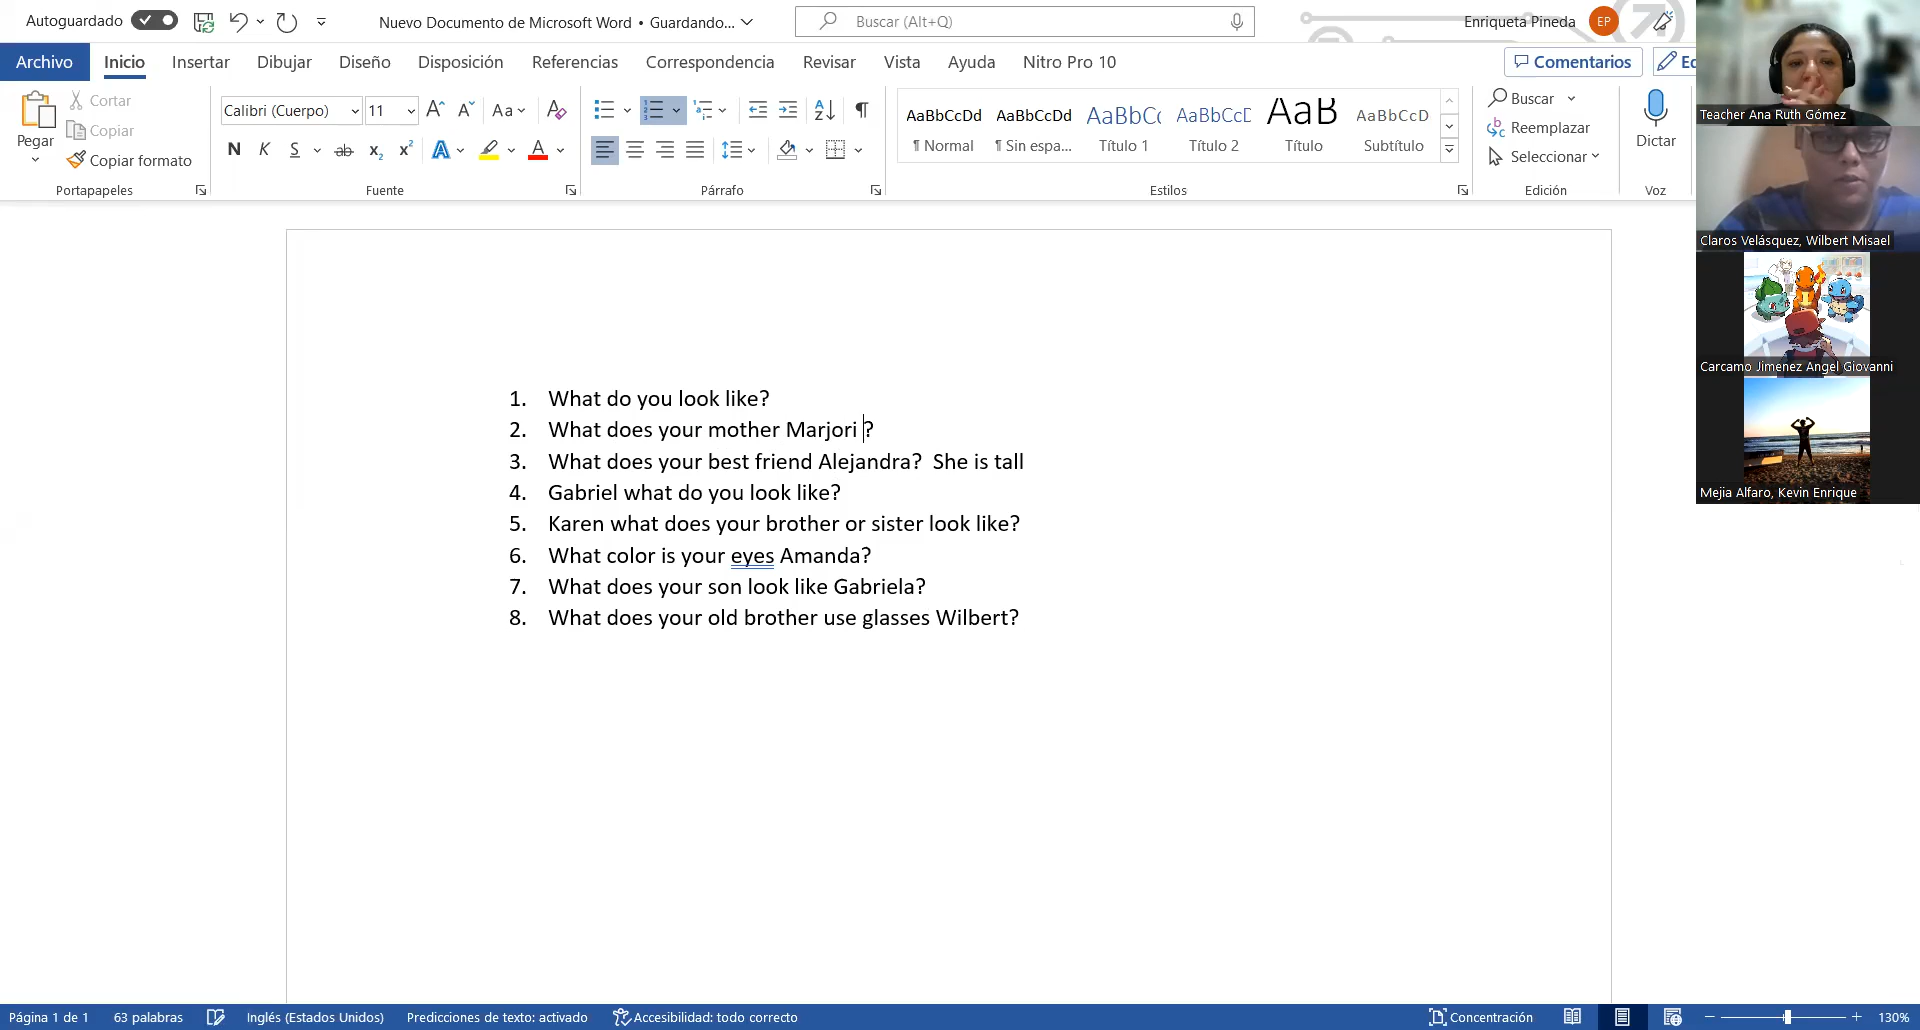 Autoguardado
Nuevo Documento de Microsoft Word • Guardando...
Buscar (Alt+Q)
Enriqueta Pineda EP
Archivo Inicio Insertar Dibujar Diseño Disposición Referencias Correspondencia Revisar Vista Ayuda Nitro Pro 10
Comentarios Ed
Pegar
Cortar
Copiar
Copiar formato
Portapapeles
Calibri (Cuerpo) 11
Aa
N K S ab x₂ x² A A
Fuente
Párrafo
AaBbCcDd AaBbCcDd AaBbCc AaBbCcD AaB AaBbCcD
¶ Normal ¶ Sin espa... Título 1 Título 2 Título Subtítulo
Estilos
Buscar
Reemplazar
Seleccionar
Edición
Dictar
Voz
Teacher Ana Ruth Gómez
Claros Velásquez, Wilbert Misael
Carcamo Jimenez Angel Giovanni
Mejia Alfaro, Kevin Enrique
1. What do you look like?
2. What does your mother Marjori ?
3. What does your best friend Alejandra? She is tall
4. Gabriel what do you look like?
5. Karen what does your brother or sister look like?
6. What color is your eyes Amanda?
7. What does your son look like Gabriela?
8. What does your old brother use glasses Wilbert?
Página 1 de 1 63 palabras Inglés (Estados Unidos) Predicciones de texto: activado Accesibilidad: todo correcto
Concentración 130%